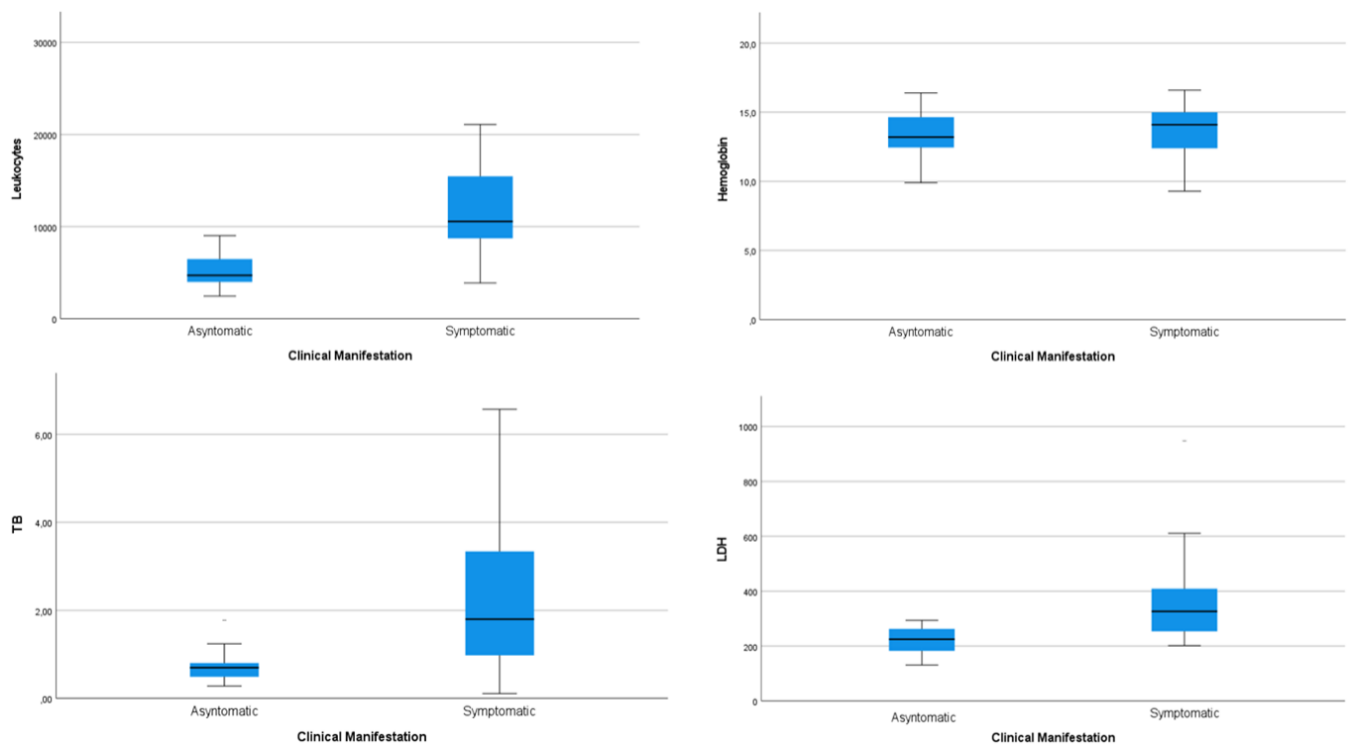 30000
20000
10000
0
Leukocytes
Asyntomatic
Symptomatic
Clinical Manifestation
20,0
15,0
10,0
5,0
,0
Hemoglobin
Asyntomatic
Symptomatic
Clinical Manifestation
6,00
4,00
2,00
,00
TB
Asyntomatic
Symptomatic
Clinical Manifestation
1000
800
600
400
200
0
LDH
Asyntomatic
Symptomatic
Clinical Manifestation